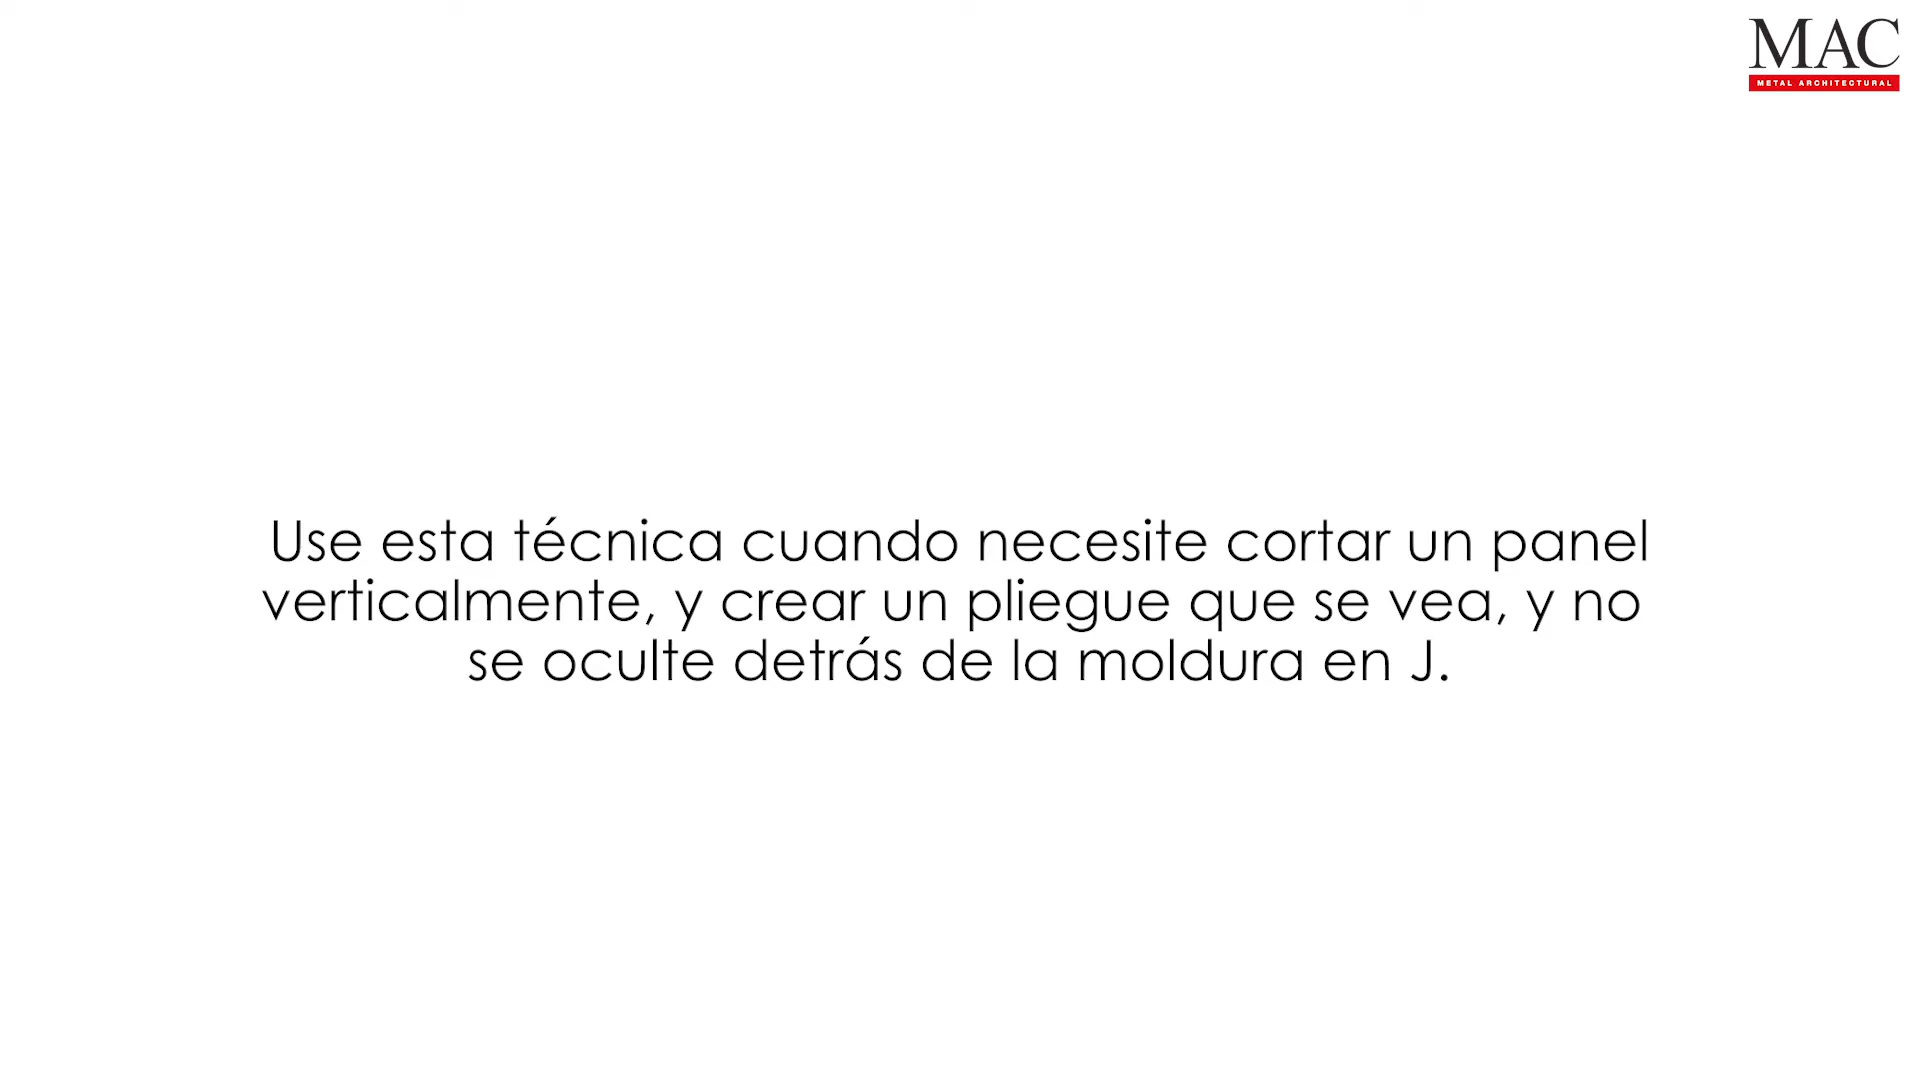 MAC
METAL ARCHITECTURAL
Use esta técnica cuando necesite cortar un panel
verticalmente, y crear un pliegue que se vea, y no
se oculte detrás de la moldura en J.